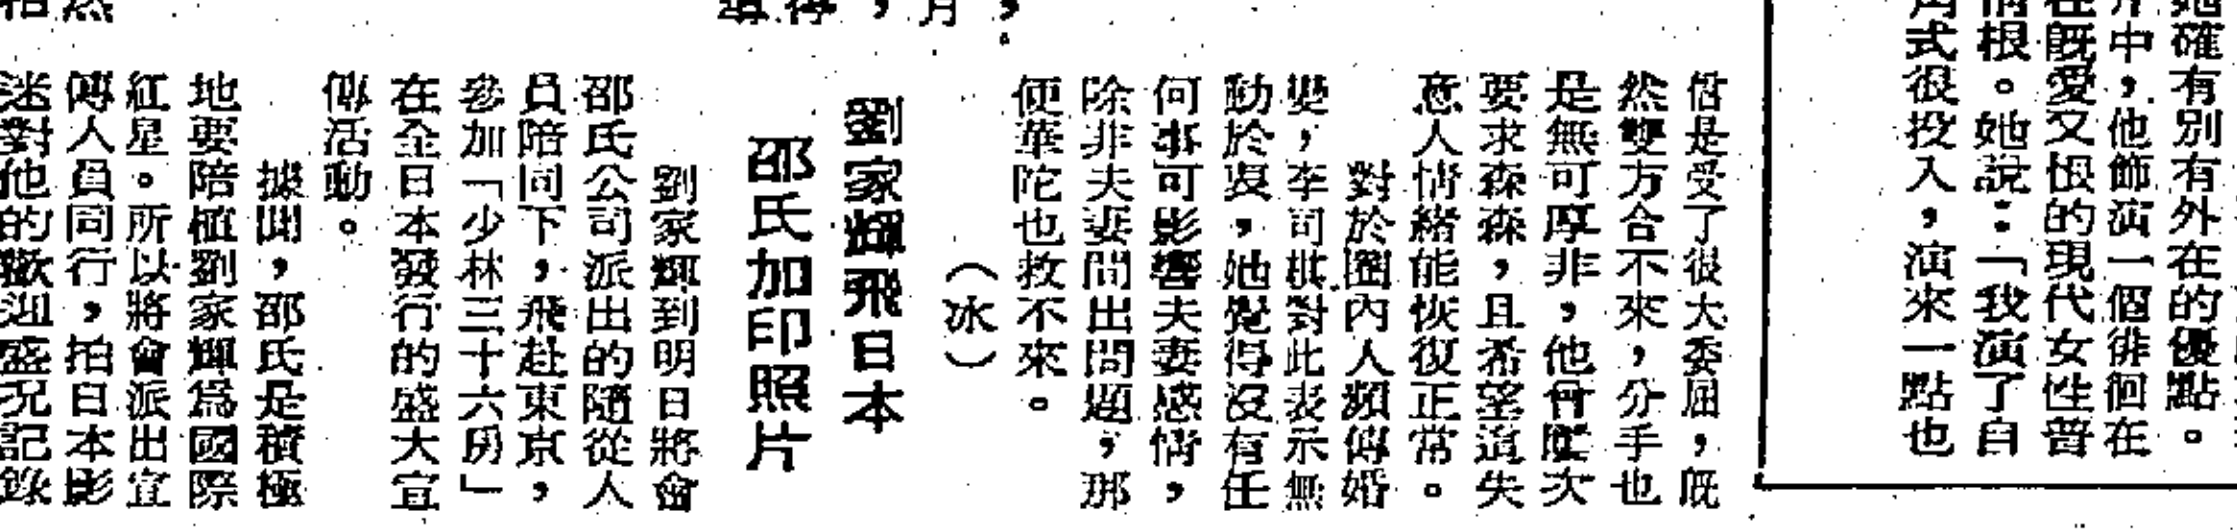 她確有別有外在的優點。
片中，他飾演一個徘徊在
在既愛又恨的現代女性普
情根。她說：「我演了自
角式很投入，演來一點也
但是受了很大委屈，既
然雙方合不來，分手也
是無可厚非，他曾屢次
要求森森，且希望這失
意人情緒能恢復正常。
對於圈內人頻傳婚
變，李司棋對此表示無
動於衷，她覺得沒有任
何事可影響夫妻感情，
除非夫妻間出問題，那
便華陀也救不來。
（冰）
劉家輝飛日本
邵氏加印照片
劉家輝到明日將會
邵氏公司派出的隨從人
員陪同下，飛赴東京，
參加「少林三十六房」
在全日本發行的盛大宣
傳活動。
據聞，邵氏是積極
地要陪植劉家輝為國際
紅星。所以將會派出宣
傳人員同行，拍日本影
迷對他的歡迎盛況記錄